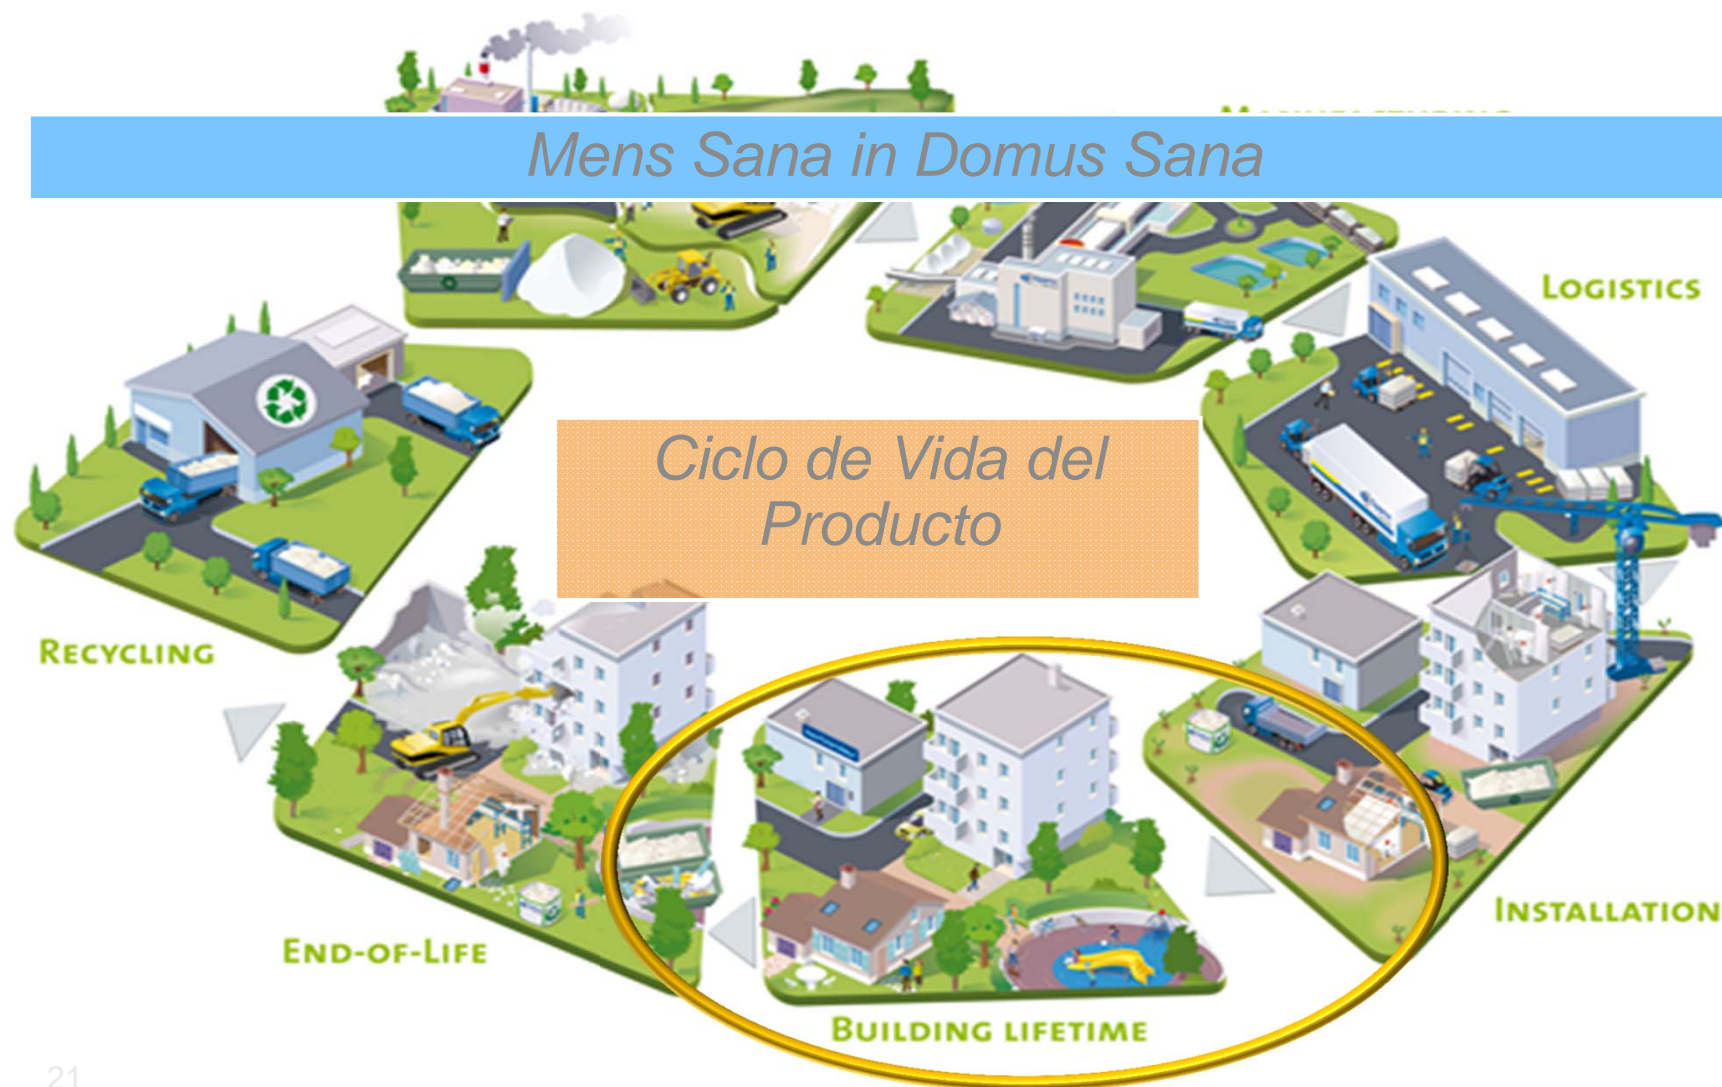 Mens Sana in Domus Sana
LOGISTICS
Ciclo de Vida del
Producto
RECYCLING
INSTALLATION
END-OF-LIFE
BUILDING LIFETIME
21